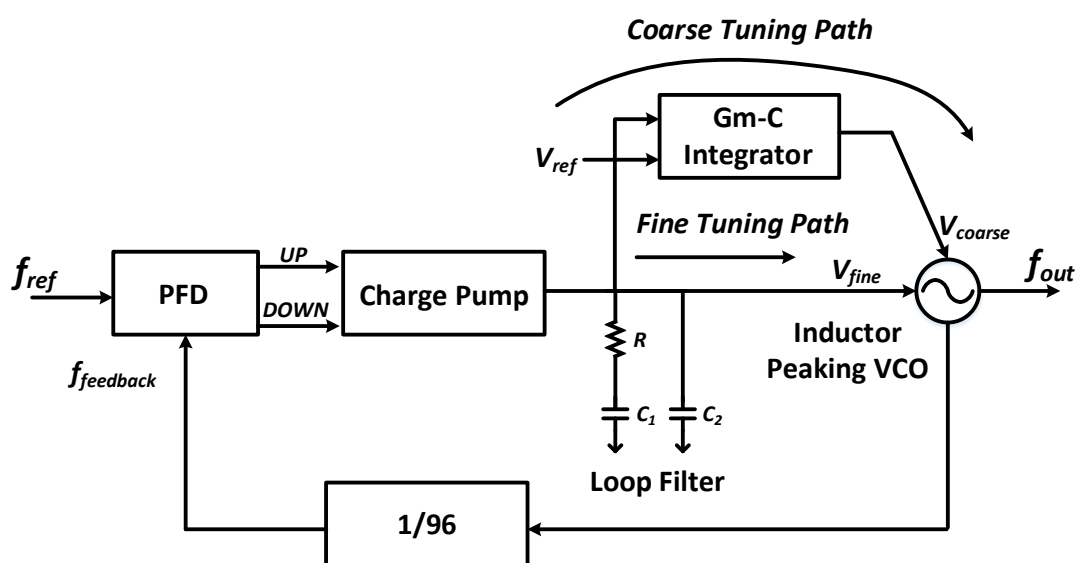 Coarse Tuning Path
Gm-C
Integrator
Vref
Fine Tuning Path
Vcoarse
fref
PFD
UP
DOWN
Charge Pump
Vfine
fout
R
Inductor
Peaking VCO
ffeedback
C1
C2
Loop Filter
1/96